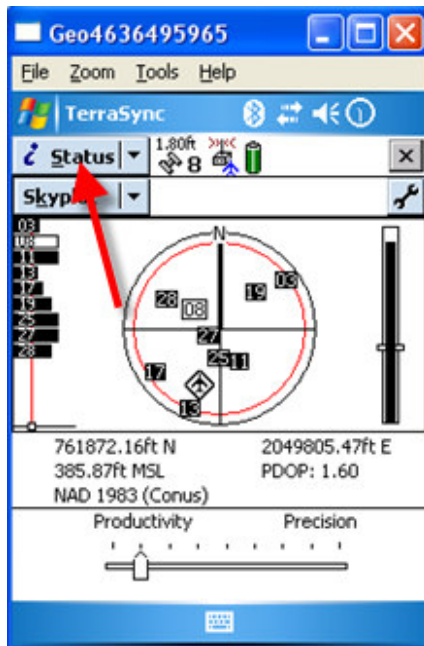 Geo4636495965
File Zoom Tools Help
TerraSync
Status 1.80ft 8
Skyp
03
08
11
13
17
19
25
27
28
N
03
19
28
08
27
25 11
17
13
761872.16ft N 2049805.47ft E
385.87ft MSL PDOP: 1.60
NAD 1983 (Conus)
Productivity Precision